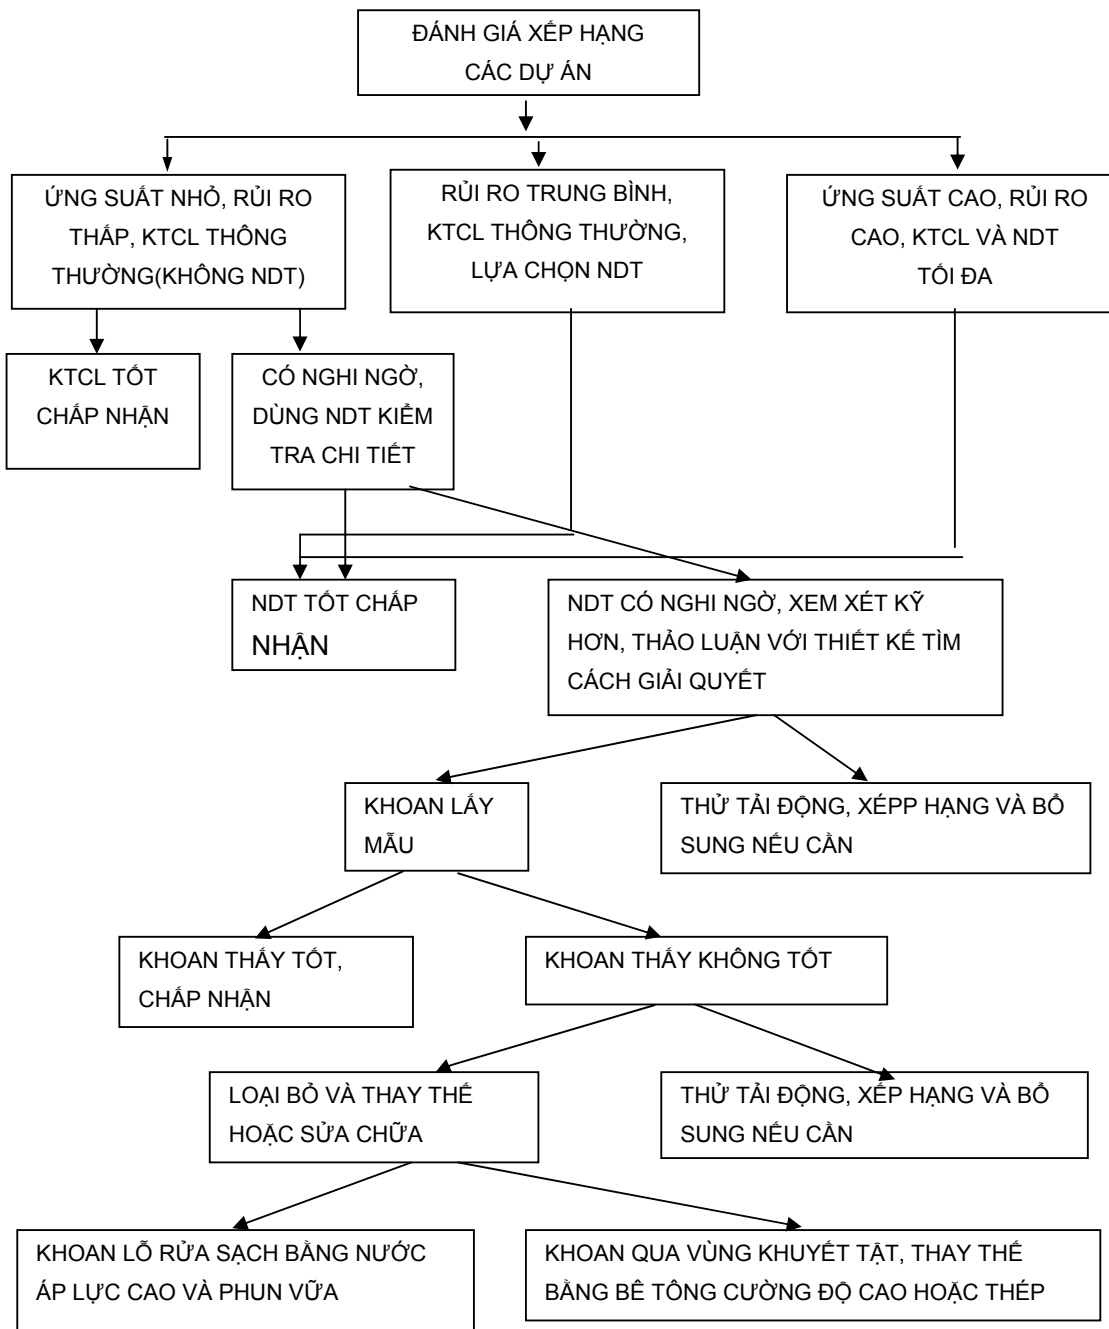 ĐÁNH GIÁ XẾP HẠNG
CÁC DỰ ÁN
ỨNG SUẤT NHỎ, RỦI RO
THẤP, KTCL THÔNG
THƯỜNG(KHÔNG NDT)
RỦI RO TRUNG BÌNH,
KTCL THÔNG THƯỜNG,
LỰA CHỌN NDT
ỨNG SUẤT CAO, RỦI RO
CAO, KTCL VÀ NDT
TỐI ĐA
KTCL TỐT
CHẤP NHẬN
CÓ NGHI NGỜ,
DÙNG NDT KIỂM
TRA CHI TIẾT
NDT TỐT CHẤP
NHẬN
NDT CÓ NGHI NGỜ, XEM XÉT KỸ
HƠN, THẢO LUẬN VỚI THIẾT KẾ TÌM
CÁCH GIẢI QUYẾT
KHOAN LẤY
MẪU
THỬ TẢI ĐỘNG, XÉPP HẠNG VÀ BỔ
SUNG NẾU CẦN
KHOAN THẤY TỐT,
CHẤP NHẬN
KHOAN THẤY KHÔNG TỐT
LOẠI BỎ VÀ THAY THẾ
HOẶC SỬA CHỮA
THỬ TẢI ĐỘNG, XẾP HẠNG VÀ BỔ
SUNG NẾU CẦN
KHOAN LỖ RỬA SẠCH BẰNG NƯỚC
ÁP LỰC CAO VÀ PHUN VỮA
KHOAN QUA VÙNG KHUYẾT TẬT, THAY THẾ
BẰNG BÊ TÔNG CƯỜNG ĐỘ CAO HOẶC THÉP